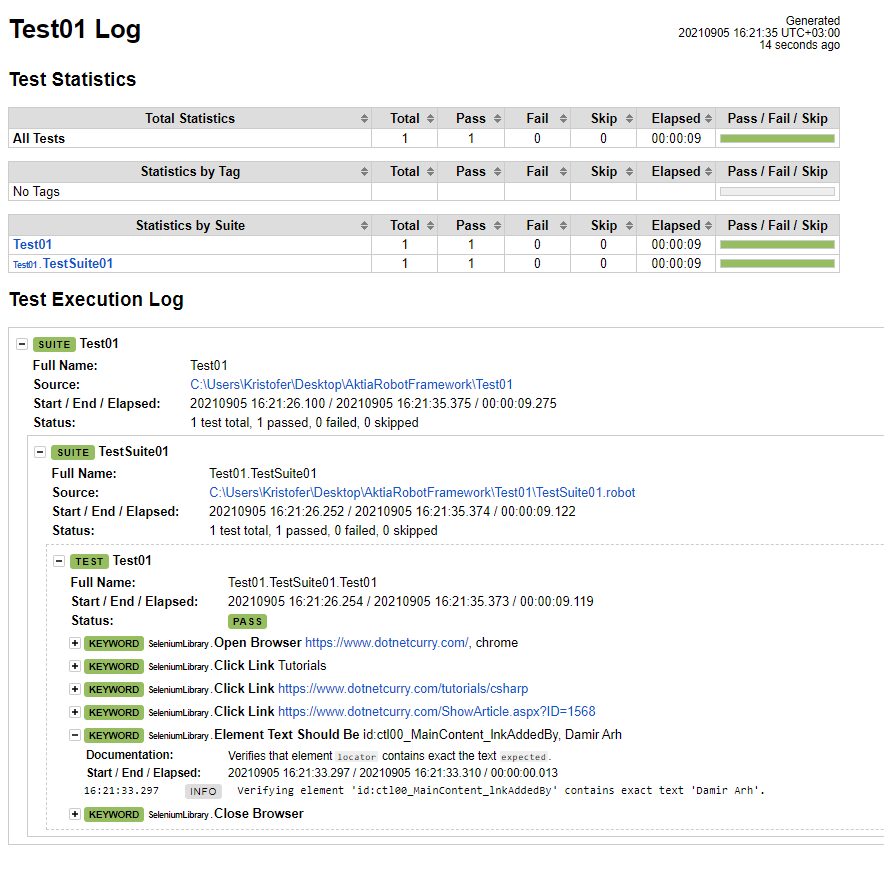 Test01 Log
Generated
20210905 16:21:35 UTC+03:00
14 seconds ago
Test Statistics
Total Statistics Total Pass Fail Skip Elapsed Pass / Fail / Skip
All Tests 1 1 0 0 00:00:09
Statistics by Tag Total Pass Fail Skip Elapsed Pass / Fail / Skip
No Tags
Statistics by Suite Total Pass Fail Skip Elapsed Pass / Fail / Skip
Test01 1 1 0 0 00:00:09
Test01 . TestSuite01 1 1 0 0 00:00:09
Test Execution Log
SUITE Test01
Full Name: Test01
Source: C:\Users\Kristofer\Desktop\AktiaRobotFramework\Test01
Start / End / Elapsed: 20210905 16:21:26.100 / 20210905 16:21:35.375 / 00:00:09.275
Status: 1 test total, 1 passed, 0 failed, 0 skipped
SUITE TestSuite01
Full Name: Test01.TestSuite01
Source: C:\Users\Kristofer\Desktop\AktiaRobotFramework\Test01\TestSuite01.robot
Start / End / Elapsed: 20210905 16:21:26.252 / 20210905 16:21:35.374 / 00:00:09.122
Status: 1 test total, 1 passed, 0 failed, 0 skipped
TEST Test01
Full Name: Test01.TestSuite01.Test01
Start / End / Elapsed: 20210905 16:21:26.254 / 20210905 16:21:35.373 / 00:00:09.119
Status: PASS
KEYWORD SeleniumLibrary . Open Browser https://www.dotnetcurry.com/, chrome
KEYWORD SeleniumLibrary . Click Link Tutorials
KEYWORD SeleniumLibrary . Click Link https://www.dotnetcurry.com/tutorials/csharp
KEYWORD SeleniumLibrary . Click Link https://www.dotnetcurry.com/ShowArticle.aspx?ID=1568
KEYWORD SeleniumLibrary . Element Text Should Be id:ctl00_MainContent_lnkAddedBy, Damir Arh
Documentation: Verifies that element locator contains exact the text expected.
Start / End / Elapsed: 20210905 16:21:33.297 / 20210905 16:21:33.310 / 00:00:00.013
16:21:33.297 INFO Verifying element 'id:ctl00_MainContent_lnkAddedBy' contains exact text 'Damir Arh'.
KEYWORD SeleniumLibrary . Close Browser